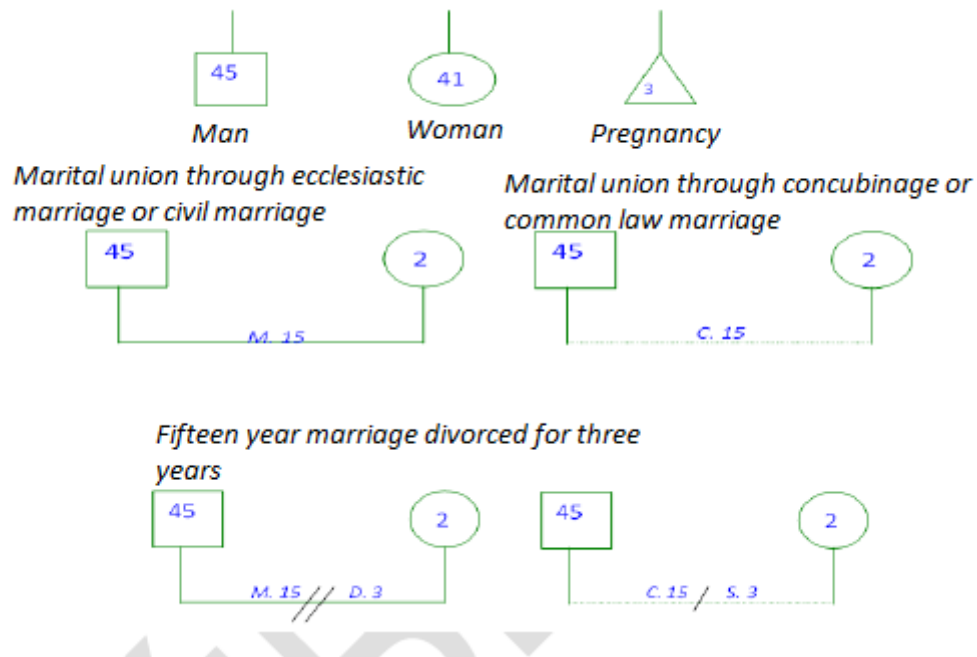 45 41 3
Man Woman Pregnancy
Marital union through ecclesiastic
marriage or civil marriage
45 2
M. 15
Marital union through concubinage or
common law marriage
45 2
C. 15
Fifteen year marriage divorced for three
years
45 2 45 2
M. 15 // D. 3 C. 15 / S. 3